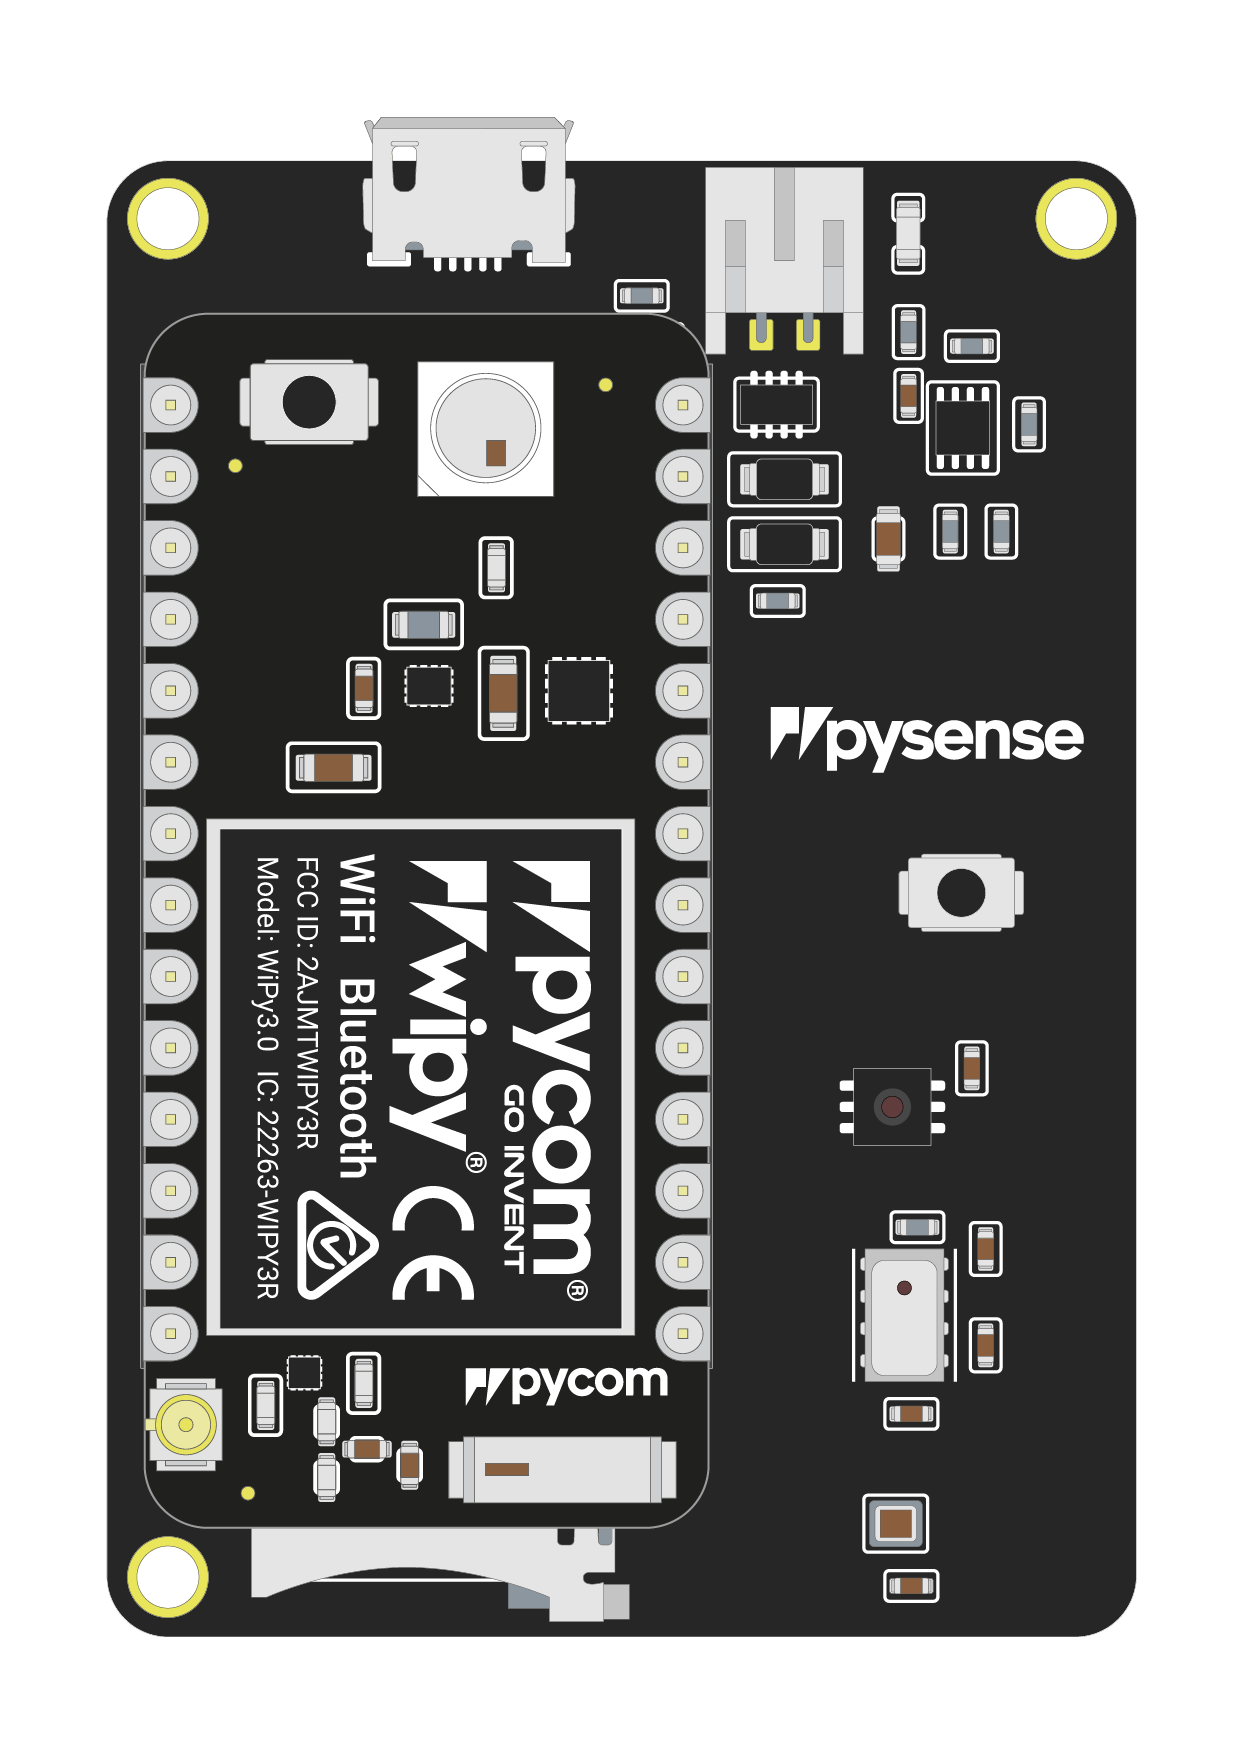 pysense
pycom®
GO INVENT
wipy®
WiFi Bluetooth
FCC ID: 2AJMTWIPY3R
Model: WiPy3.0 IC: 22263-WIPY3R
CE
pycom